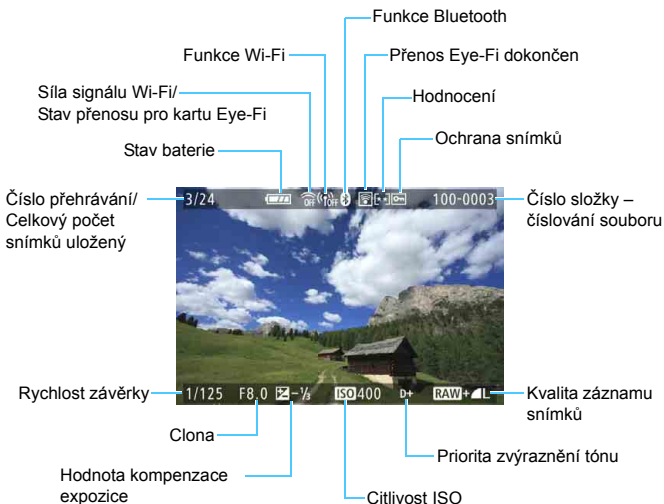 Funkce Bluetooth
Funkce Wi-Fi
Přenos Eye-Fi dokončen
Síla signálu Wi-Fi/
Stav přenosu pro kartu Eye-Fi
Hodnocení
Ochrana snímků
Stav baterie
Číslo přehrávání/
Celkový počet
snímků uložený
3/24
OFF
OFF
100-0003
Číslo složky –
číslování souboru
Rychlost závěrky
1/125 F8.0 -⅓ ISO400 D+ RAW+L
Kvalita záznamu
snímků
Clona
Priorita zvýraznění tónu
Hodnota kompenzace
expozice
Citlivost ISO